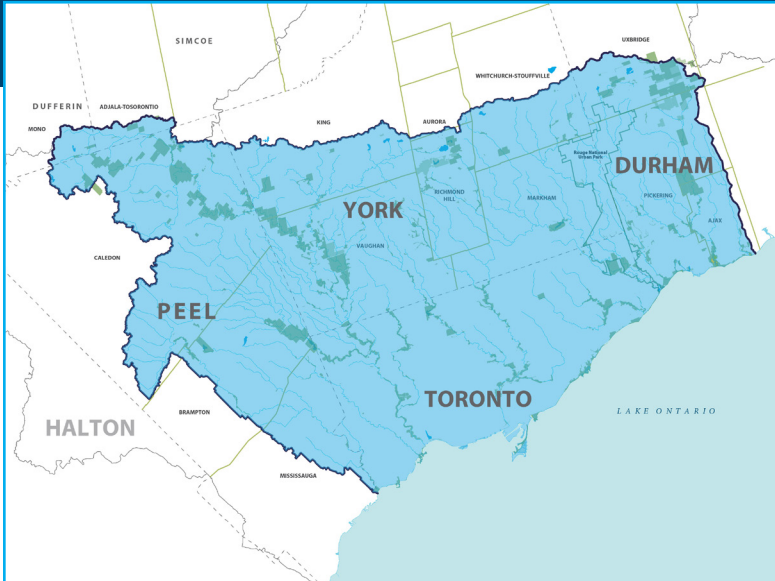 SIMCOE
UXBRIDGE
WHITCHURCH-STOUFFVILLE
DUFFERIN
ADJALA-TOSORONTIO
MONO
KING
AURORA
Rouge National
Urban Park
DURHAM
RICHMOND
HILL
MARKHAM
PICKERING
YORK
AJAX
VAUGHAN
CALEDON
PEEL
TORONTO
BRAMPTON
LAKE ONTARIO
HALTON
MISSISSAUGA